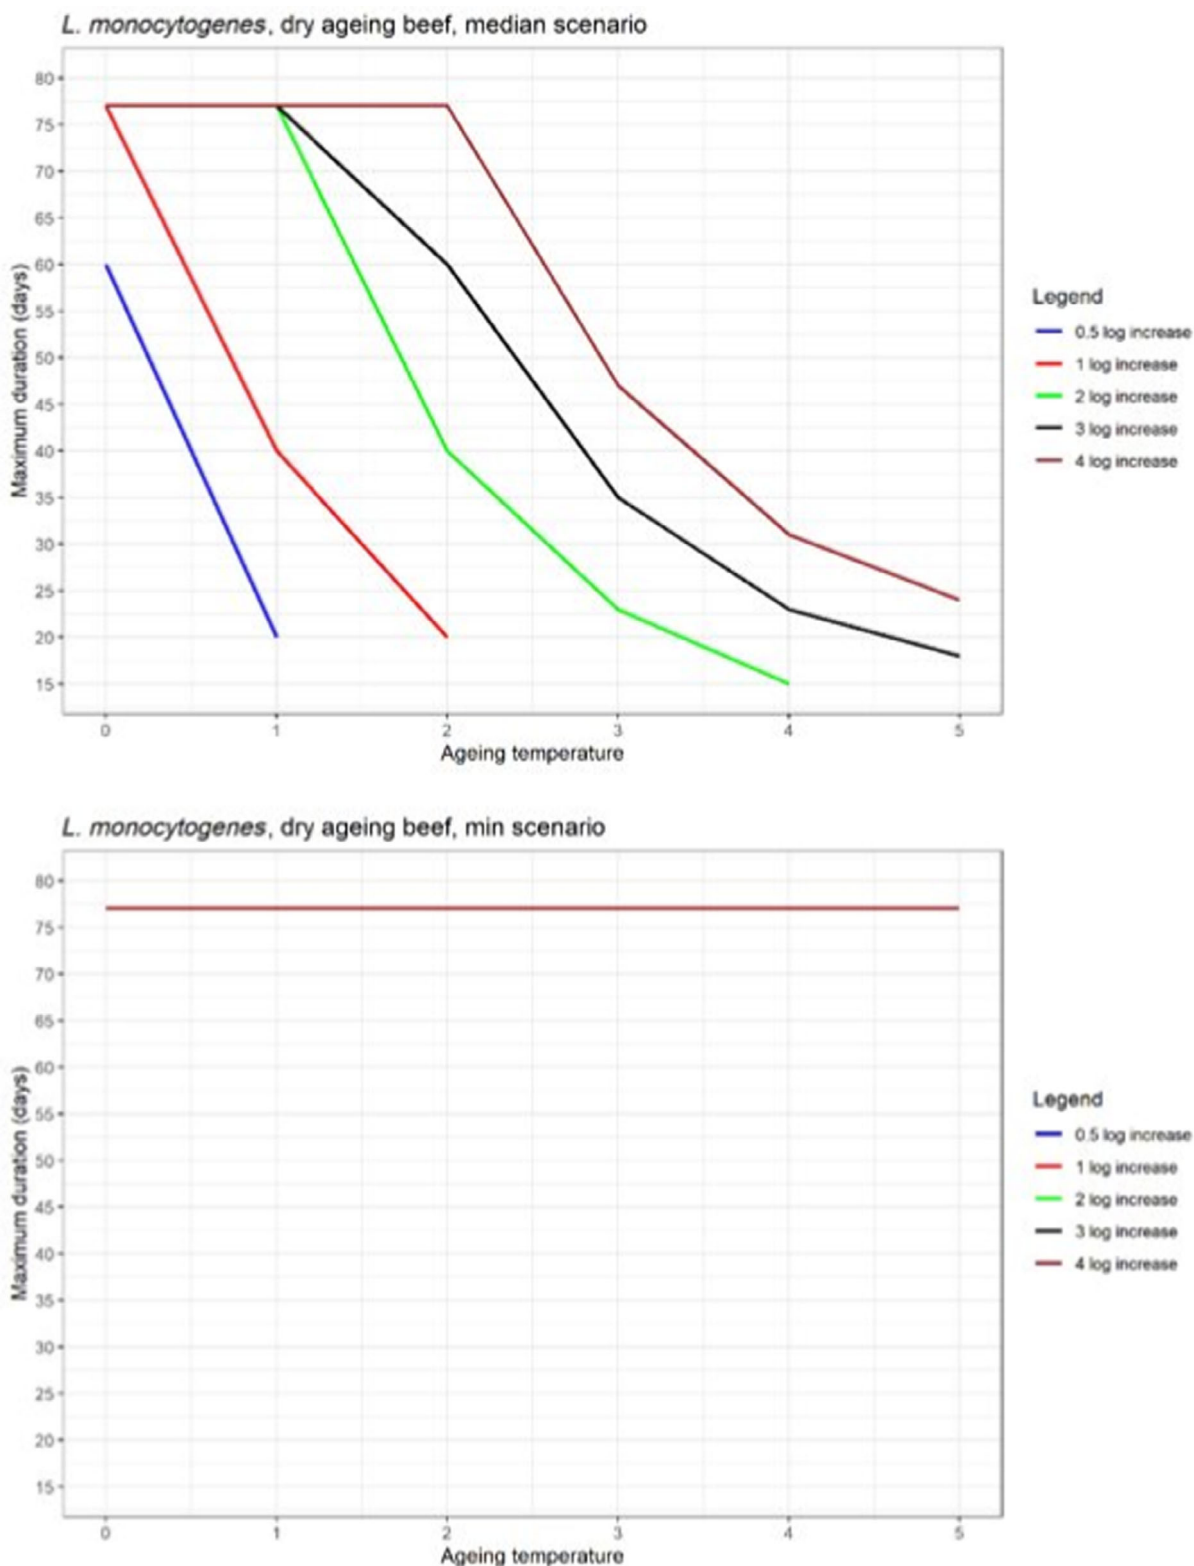 L. monocytogenes, dry ageing beef, median scenario
Maximum duration (days)
80
75
70
65
60
55
50
45
40
35
30
25
20
15
0 1 2 3 4 5
Ageing temperature
Legend
0.5 log increase
1 log increase
2 log increase
3 log increase
4 log increase
L. monocytogenes, dry ageing beef, min scenario
Maximum duration (days)
80
75
70
65
60
55
50
45
40
35
30
25
20
15
0 1 2 3 4 5
Ageing temperature
Legend
0.5 log increase
1 log increase
2 log increase
3 log increase
4 log increase